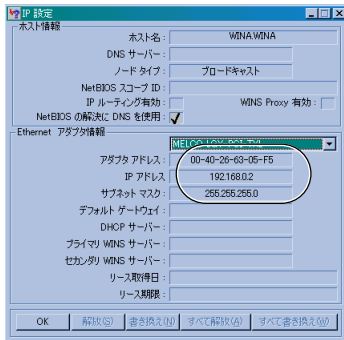 IP 設定
ホスト情報
ホスト名: WINA.WINA
DNS サーバー:
ノード タイプ: ブロードキャスト
NetBIOS スコープ ID:
IP ルーティング有効: WINS Proxy 有効:
NetBIOS の解決に DNS を使用:
Ethernet アダプタ情報
MELCO LGY-PCI-TXL
アダプタ アドレス: 00-40-26-63-05-F5
IP アドレス 192.168.0.2
サブネット マスク: 255.255.255.0
デフォルト ゲートウェイ:
DHCP サーバー:
プライマリ WINS サーバー:
セカンダリ WINS サーバー:
リース取得日:
リース期限:
OK 解放(S) 書き換え(N) すべて解放(A) すべて書き換え(W)